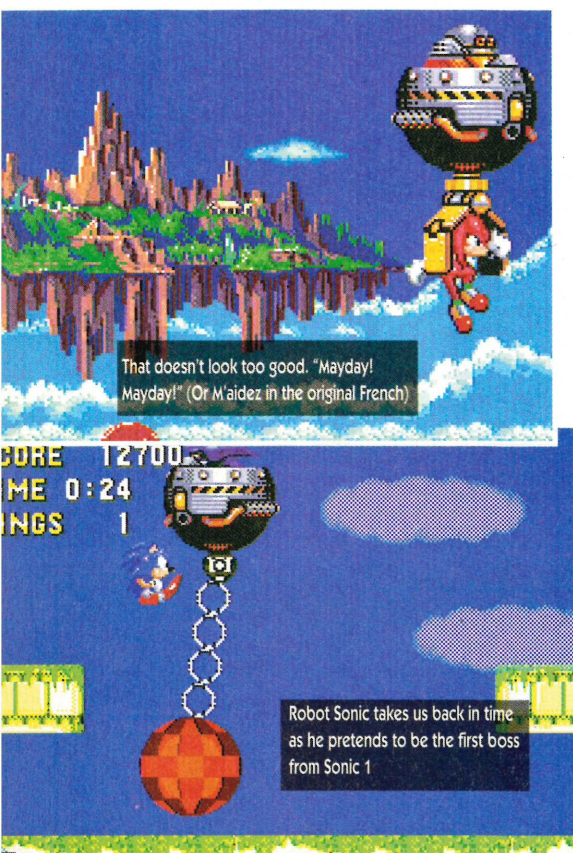 That doesn't look too good. "Mayday!
Mayday!" (Or M'aidez in the original French)
CORE 12700
IME 0:24
INGS 1
Robot Sonic takes us back in time
as he pretends to be the first boss
from Sonic 1